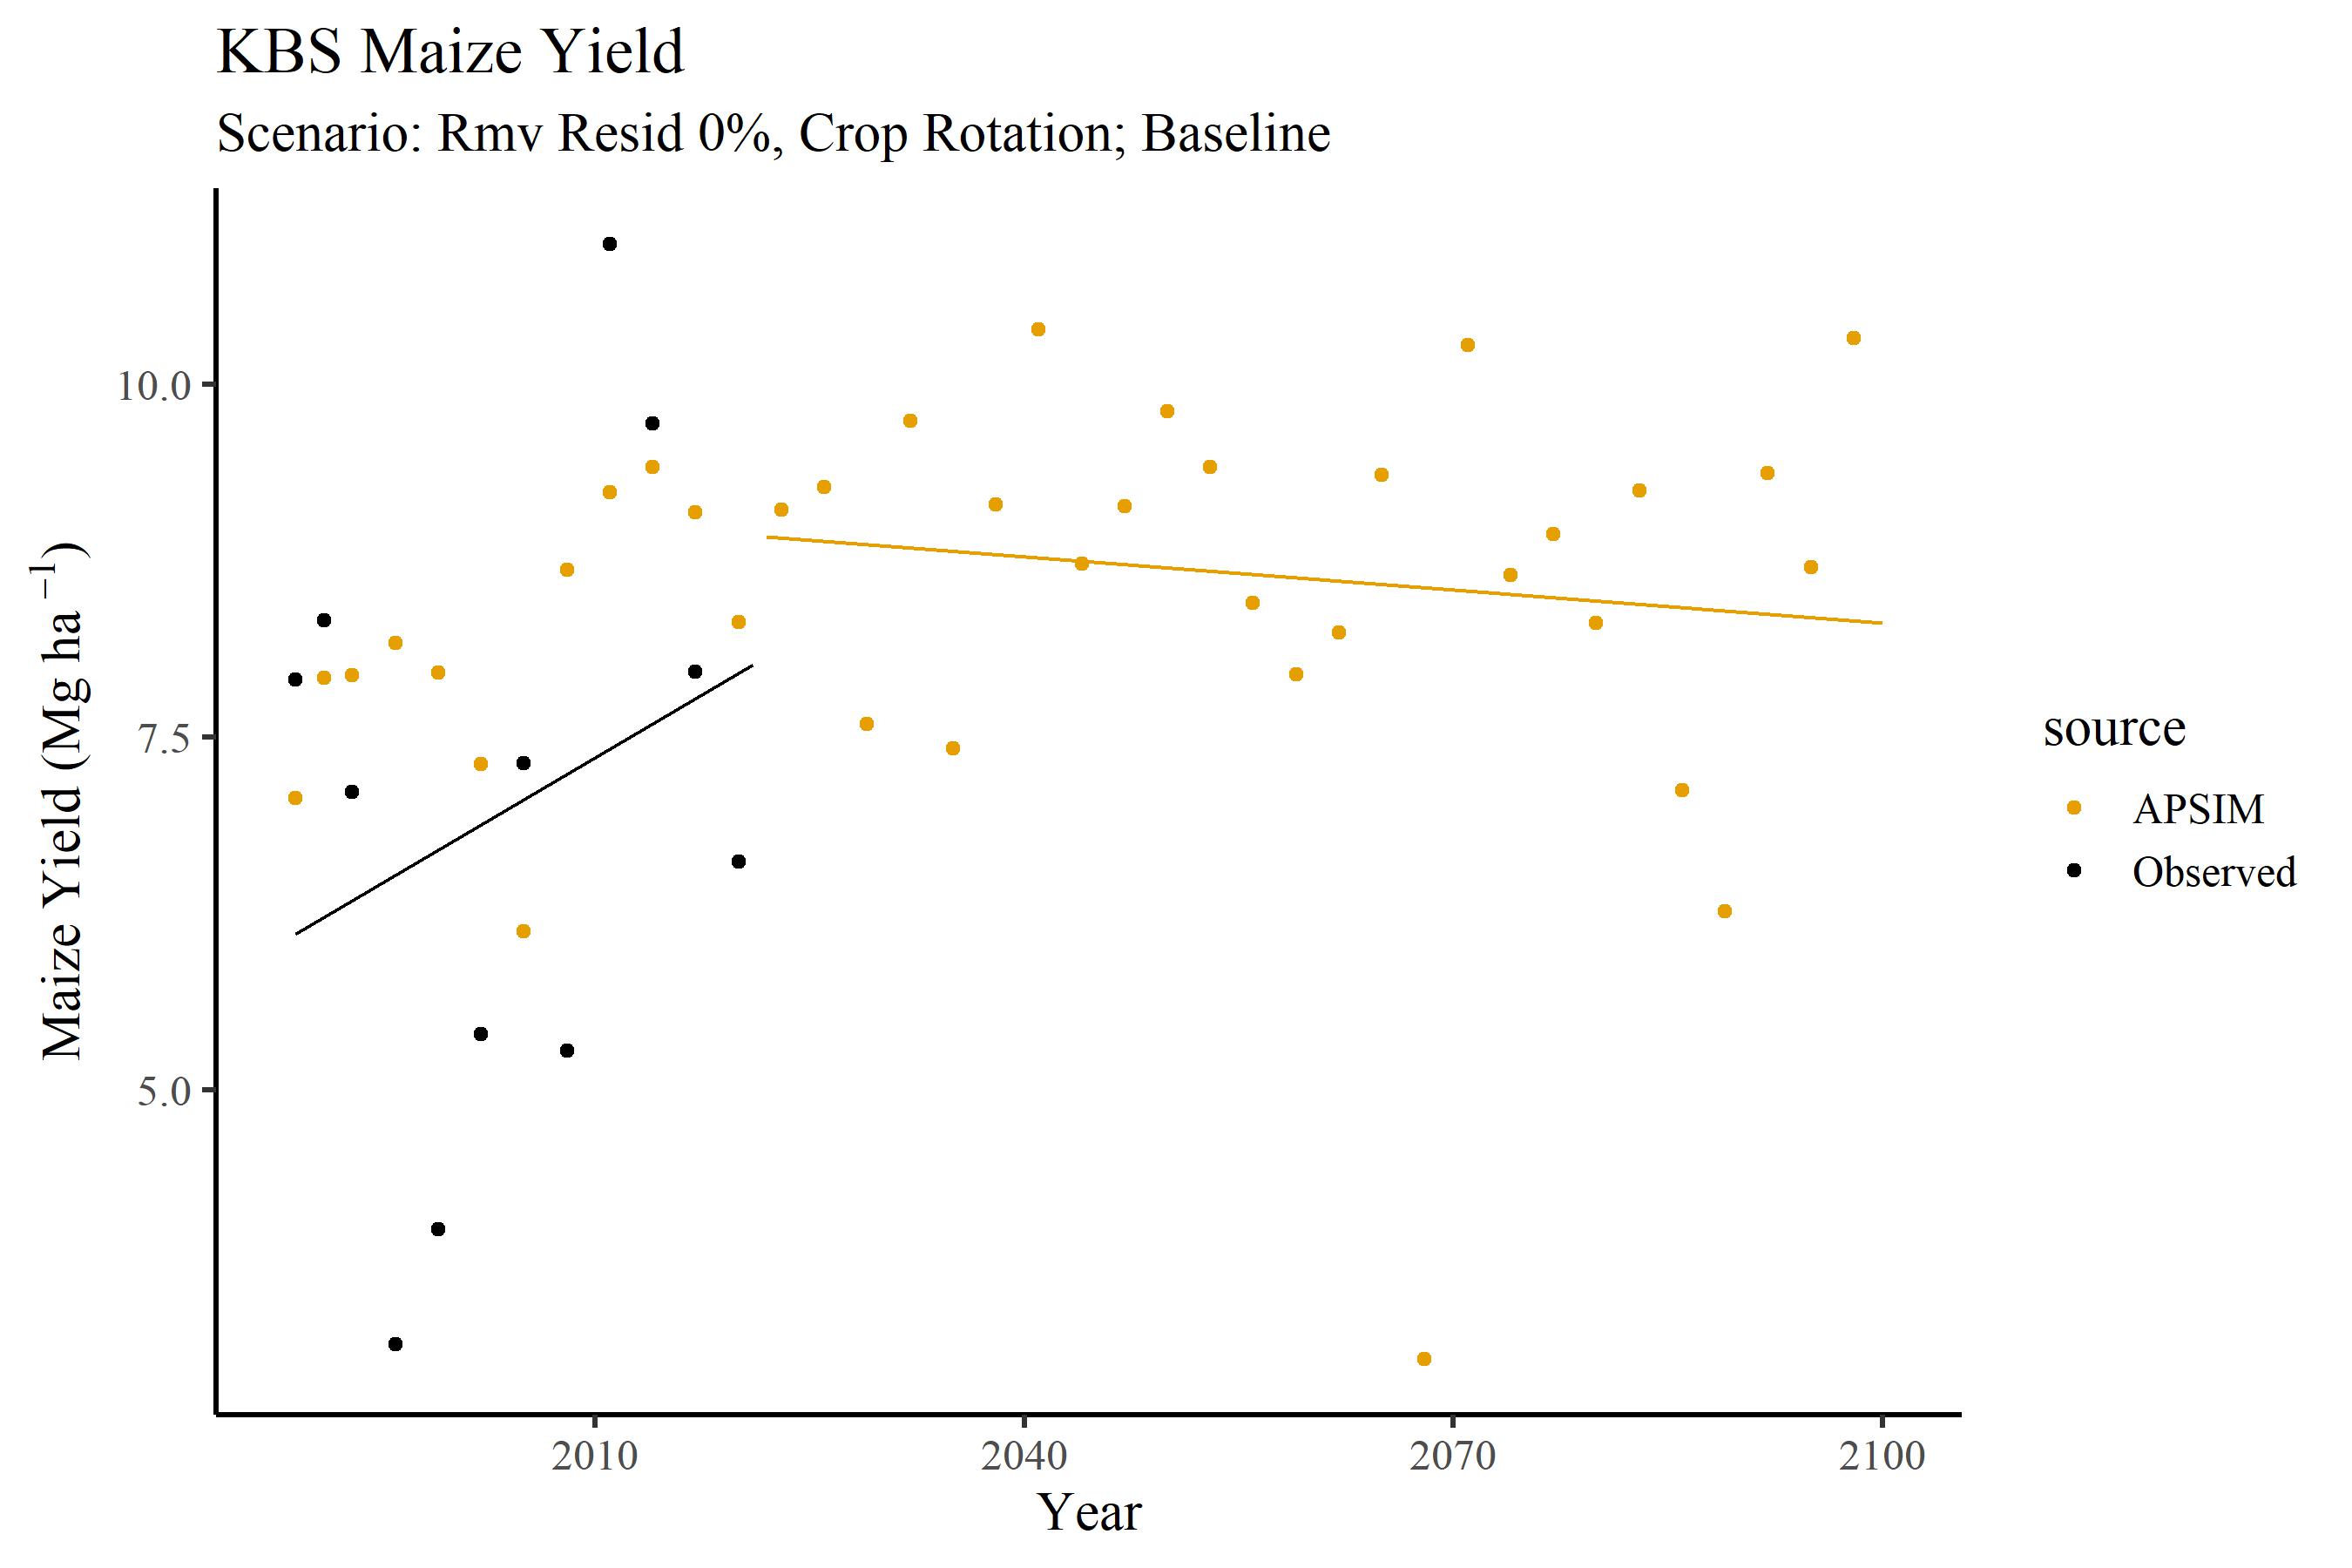 KBS Maize Yield
Scenario: Rmv Resid 0%, Crop Rotation; Baseline
Maize Yield (Mg ha ⁻¹)
10.0
7.5
5.0
2010
2040
2070
2100
Year
source
APSIM
Observed